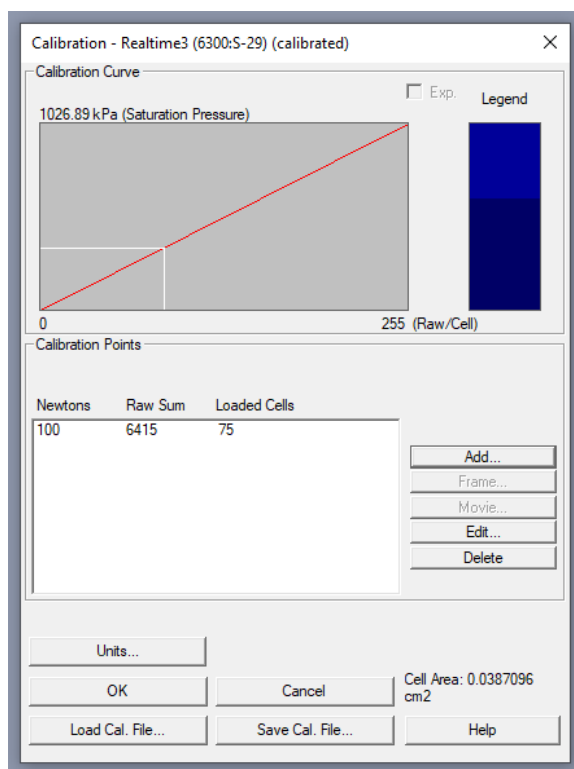 Calibration - Realtime3 (6300:S-29) (calibrated)
Calibration Curve
Exp.
Legend
1026.89 kPa (Saturation Pressure)
0
255 (Raw/Cell)
Calibration Points
Newtons Raw Sum Loaded Cells
100 6415 75
Add...
Frame...
Movie...
Edit...
Delete
Units...
OK
Cancel
Cell Area: 0.0387096
cm2
Load Cal. File...
Save Cal. File...
Help